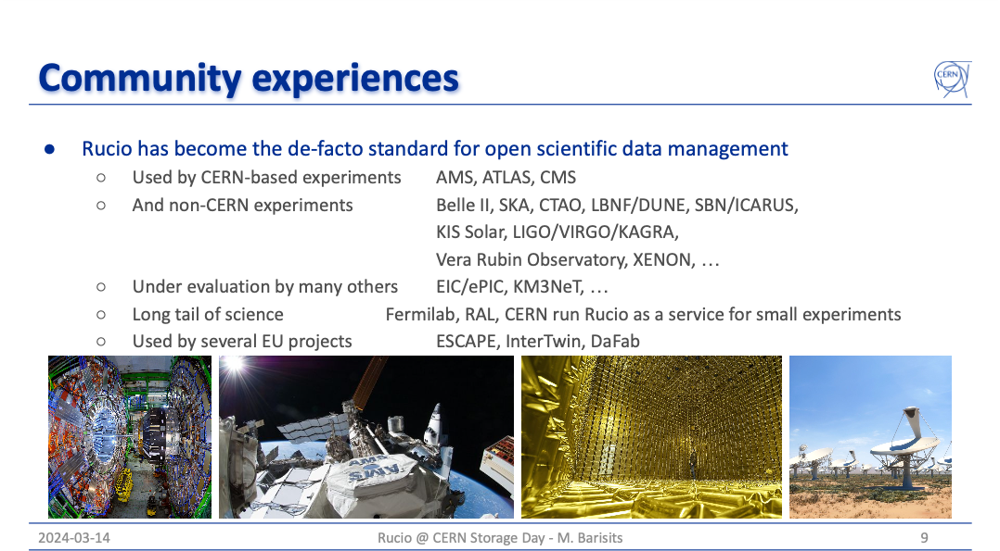 Community experiences
CERN
● Rucio has become the de-facto standard for open scientific data management
○ Used by CERN-based experiments AMS, ATLAS, CMS
○ And non-CERN experiments Belle II, SKA, CTAO, LBNF/DUNE, SBN/ICARUS,
KIS Solar, LIGO/VIRGO/KAGRA,
Vera Rubin Observatory, XENON, …
○ Under evaluation by many others EIC/ePIC, KM3NeT, …
○ Long tail of science Fermilab, RAL, CERN run Rucio as a service for small experiments
○ Used by several EU projects ESCAPE, InterTwin, DaFab
AMS
AMS
2024-03-14 Rucio @ CERN Storage Day - M. Barisits 9